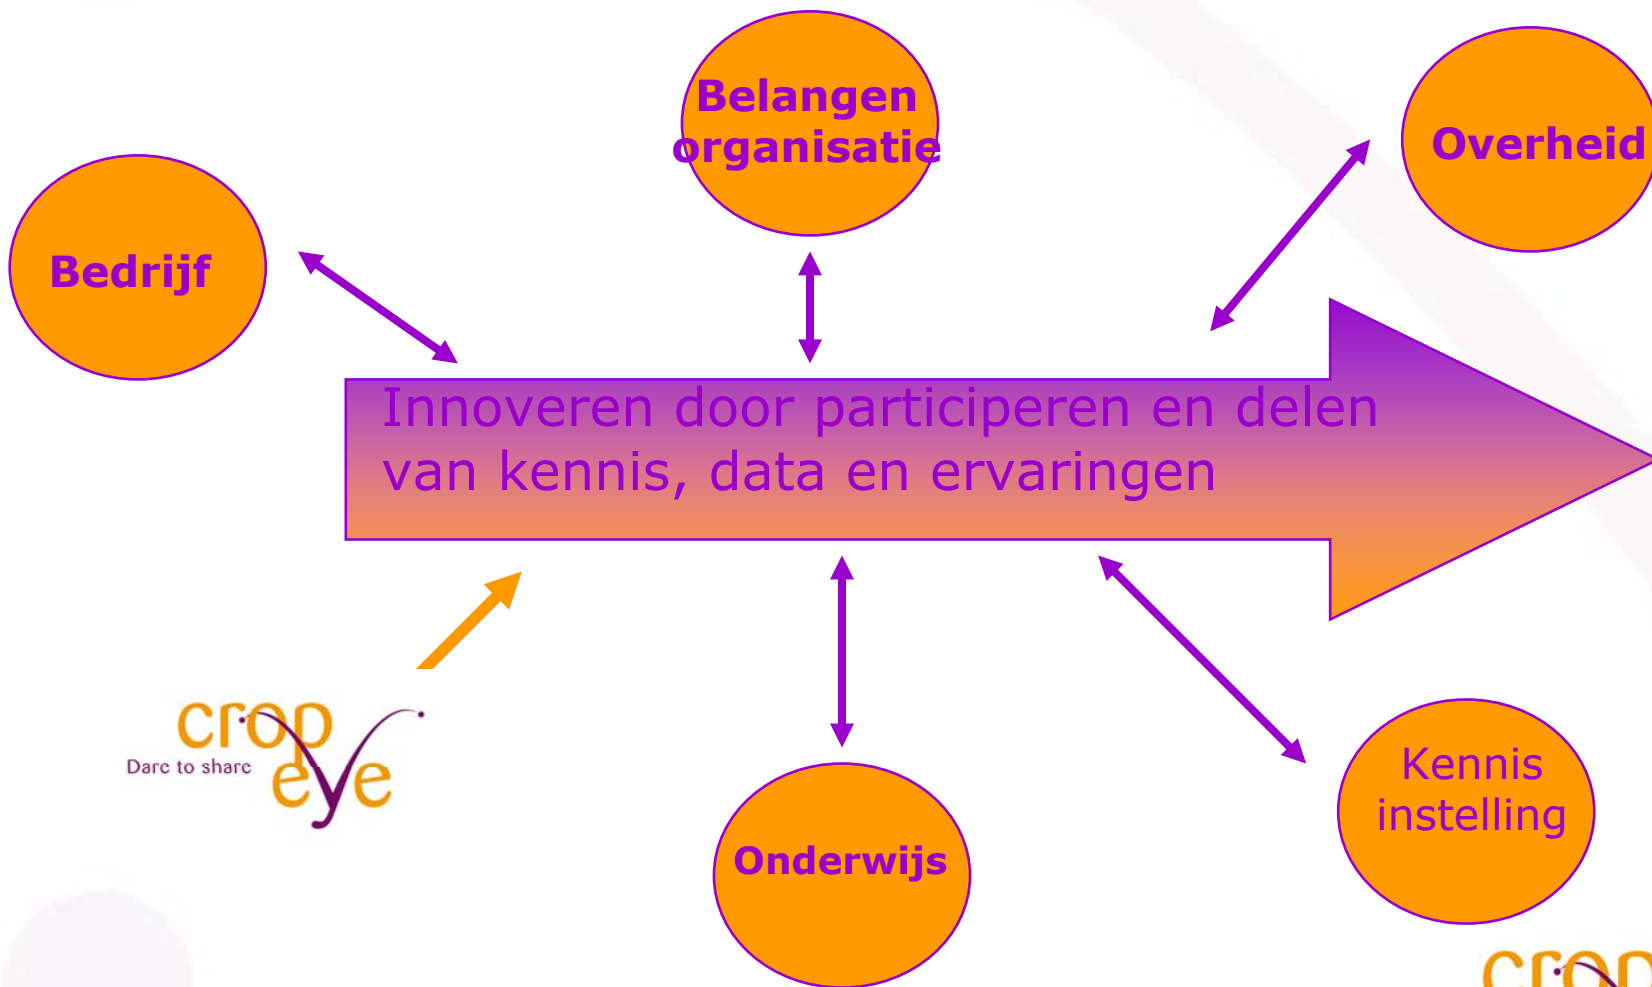 Belangen
organisatie
Overheid
Bedrijf
Innoveren door participeren en delen
van kennis, data en ervaringen
crop
Dare to share
eye
Kennis
instelling
Onderwijs
crop